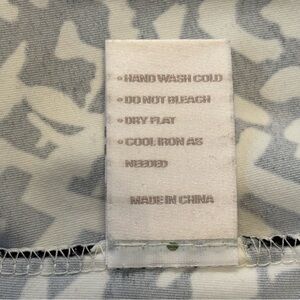 • HAND WASH COLD
• DO NOT BLEACH
• DRY FLAT
• COOL IRON AS
NEEDED
MADE IN CHINA